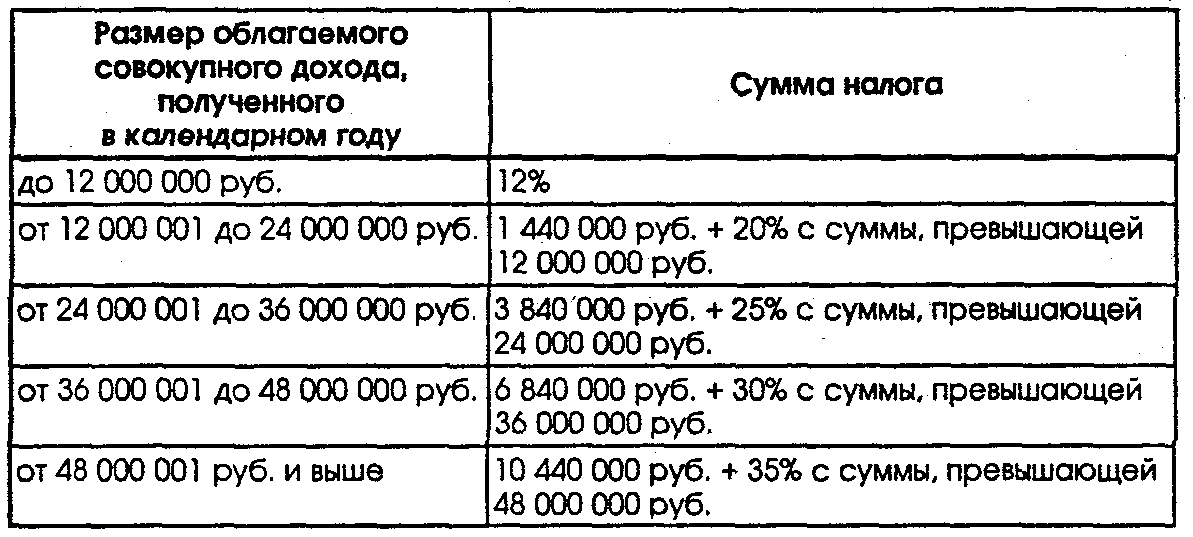 Размер облагаемого
совокупного дохода,
полученного
в календарном году
Сумма налога
до 12 000 000 руб.
12%
от 12 000 001 до 24 000 000 руб.
1 440 000 руб. + 20% с суммы, превышающей
12 000 000 руб.
от 24 000 001 до 36 000 000 руб.
3 840 000 руб. + 25% с суммы, превышающей
24 000 000 руб.
от 36 000 001 до 48 000 000 руб.
6 840 000 руб. + 30% с суммы, превышающей
36 000 000 руб.
от 48 000 001 руб. и выше
10 440 000 руб. + 35% с суммы, превышающей
48 000 000 руб.